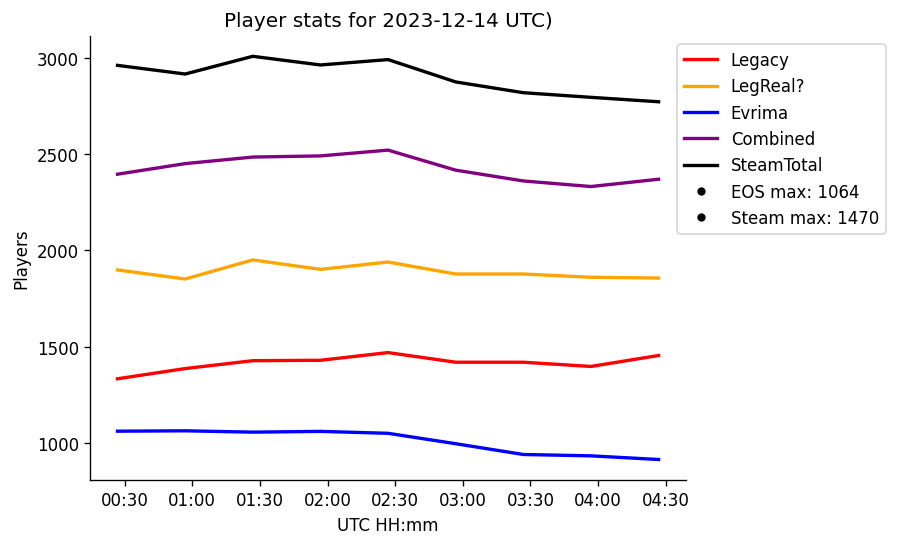 Player stats for 2023-12-14 UTC)
3000
2500
2000
1500
1000
Players
00:30 01:00 01:30 02:00 02:30 03:00 03:30 04:00 04:30
UTC HH:mm
Legacy
LegReal?
Evrima
Combined
SteamTotal
EOS max: 1064
Steam max: 1470